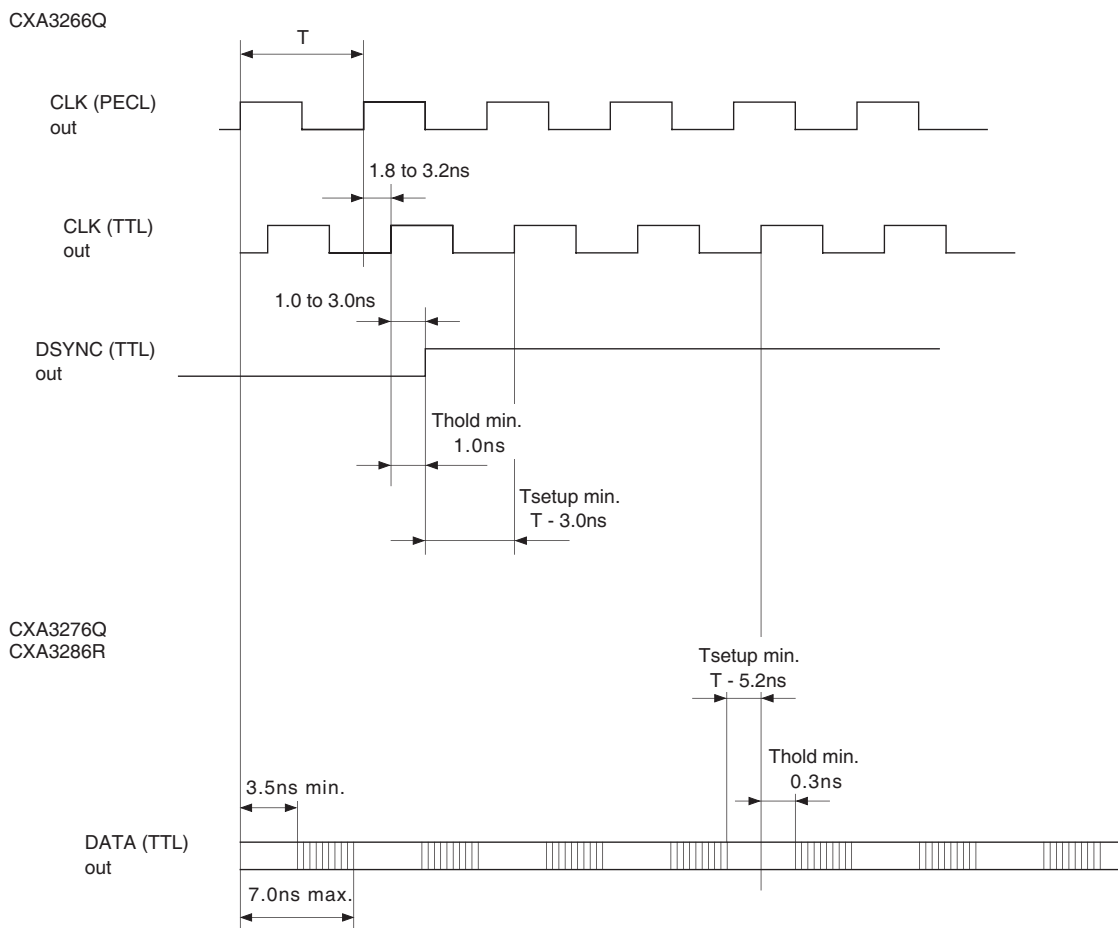 CXA3266Q
T
CLK (PECL)
out
1.8 to 3.2ns
CLK (TTL)
out
1.0 to 3.0ns
DSYNC (TTL)
out
Thold min.
1.0ns
Tsetup min.
T - 3.0ns
CXA3276Q
CXA3286R
Tsetup min.
T - 5.2ns
Thold min.
0.3ns
3.5ns min.
DATA (TTL)
out
7.0ns max.